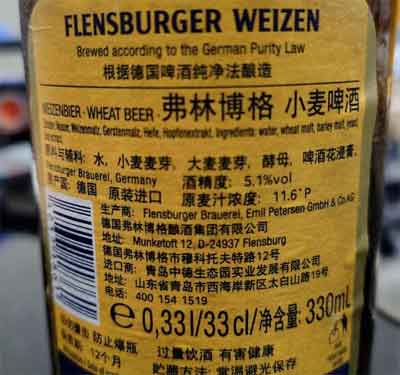 FLENSBURGER WEIZEN
Brewed according to the German Purity Law
根据德国啤酒纯净法酿造
WEIZENBIER · WHEAT BEER · 弗林博格 小麦啤酒
Wasser, Weizenmalz, Gerstenmalz, Hefe, Hopfenextrakt. Ingredients: water, wheat malt, barley malt, yeast,
原料与辅料: 水, 小麦麦芽, 大麦麦芽, 酵母, 啤酒花浸膏.
Flensburger Brauerei, Germany 酒精度: 5.1%vol
原产国: 德国 原装进口 原麦汁浓度: 11.6°P
生产商: Flensburger Brauerei, Emil Petersen GmbH & Co.KG
德国弗林博格酿酒集团有限公司
地址: Munketoft 12, D-24937 Flensburg
德国弗林博格市穆科托夫特路12号
进口商: 青岛中德生态园实业发展有限公司
地址: 山东省青岛市西海岸新区太白山路19号
电话: 400 154 1519
e 0,33l/33cl/净含量: 330mL
防止爆瓶 过量饮酒 有害健康
12个月 贮藏方法: 常温避光保存